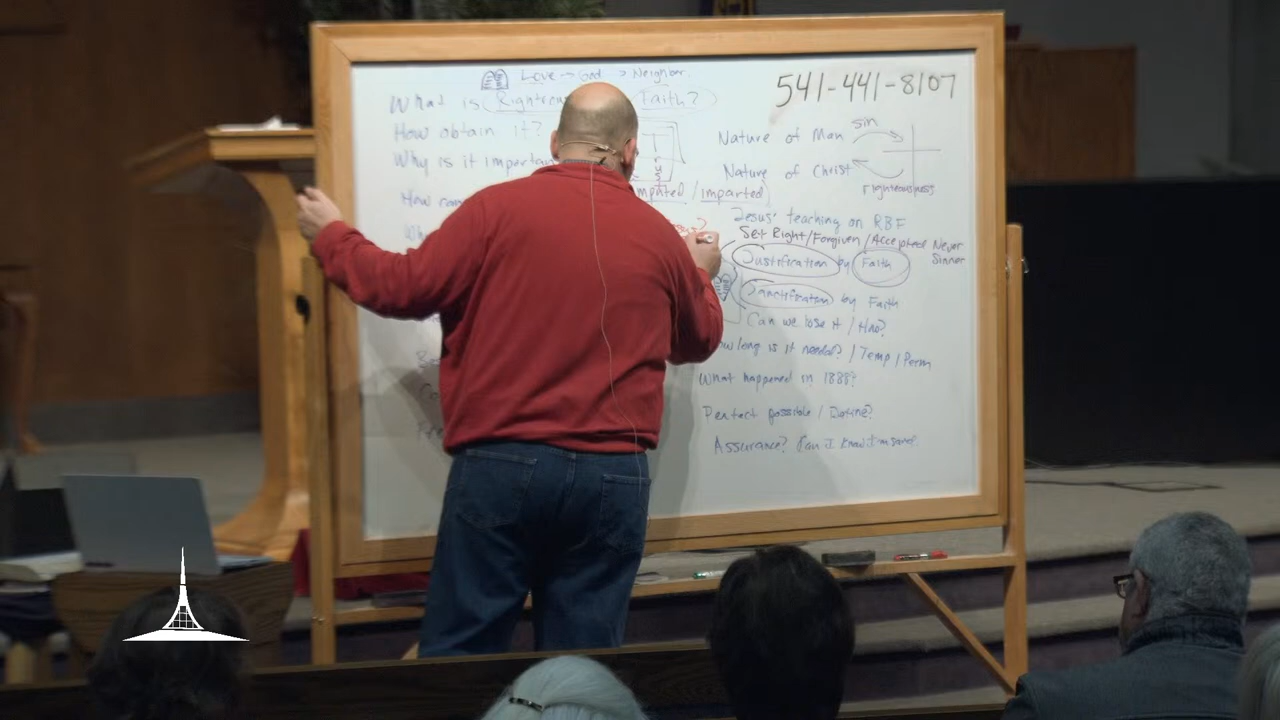 Love → God → Neighbor
541-441-8107
What is Faith?
How obtain it?
Why is it
How
Nature of Man sin
Nature of Christ
righteousness
/ imparted
Jesus' teaching on RBF
Set Right/Forgiven/Accepted Never Sinner
Justification by Faith
Sanctification by Faith
Can we lose it / How?
long is it needed? / Temp / Perm
What happened in 1888?
Perfect possible / Define?
Assurance? Can I know I'm saved